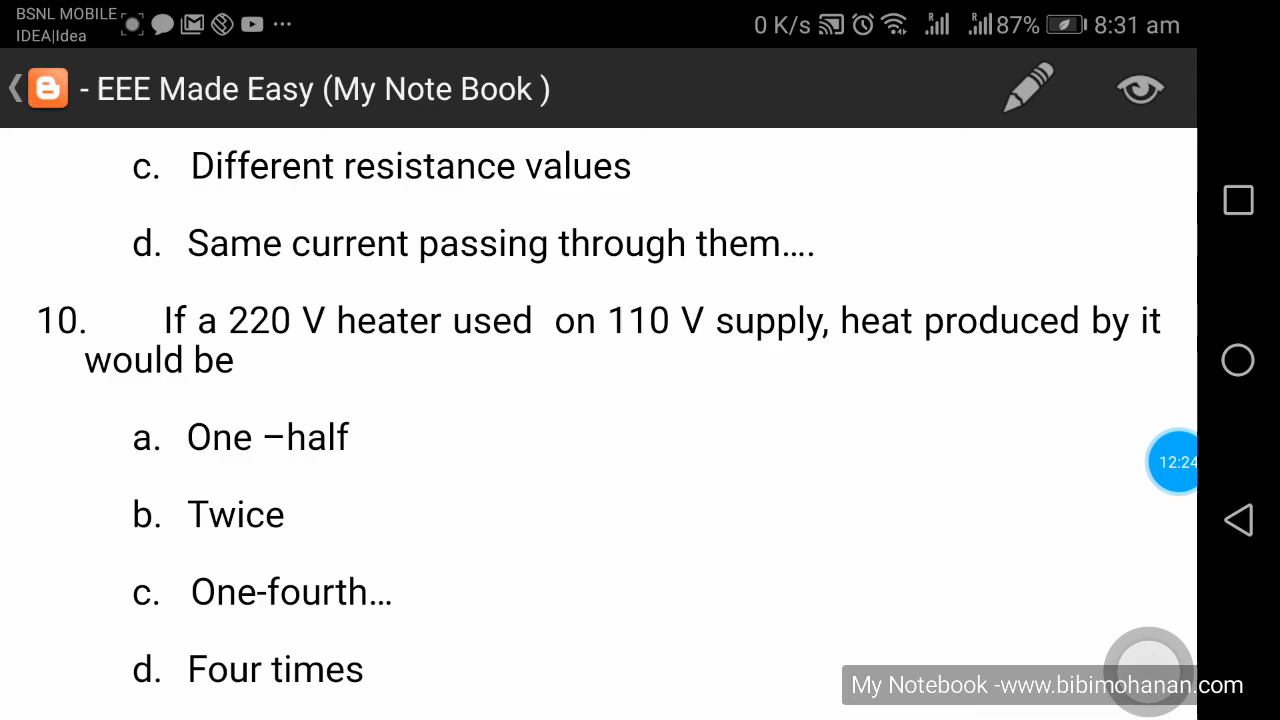 BSNL MOBILE
IDEA|Idea
0 K/s 87% 8:31 am
- EEE Made Easy (My Note Book )
c. Different resistance values
d. Same current passing through them....
10. If a 220 V heater used on 110 V supply, heat produced by it
would be
a. One –half
12:24
b. Twice
c. One-fourth...
d. Four times
My Notebook -www.bibimohanan.com